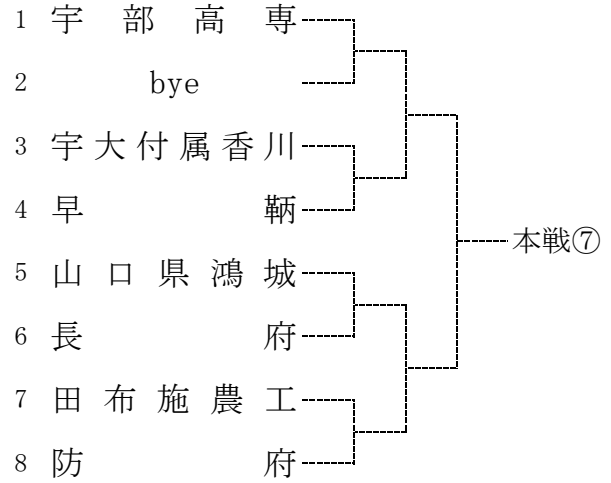 1 宇部高専
2 bye
3 宇大付属香川
4 早鞆
本戦⑦
5 山口県鴻城
6 長府
7 田布施農工
8 防府